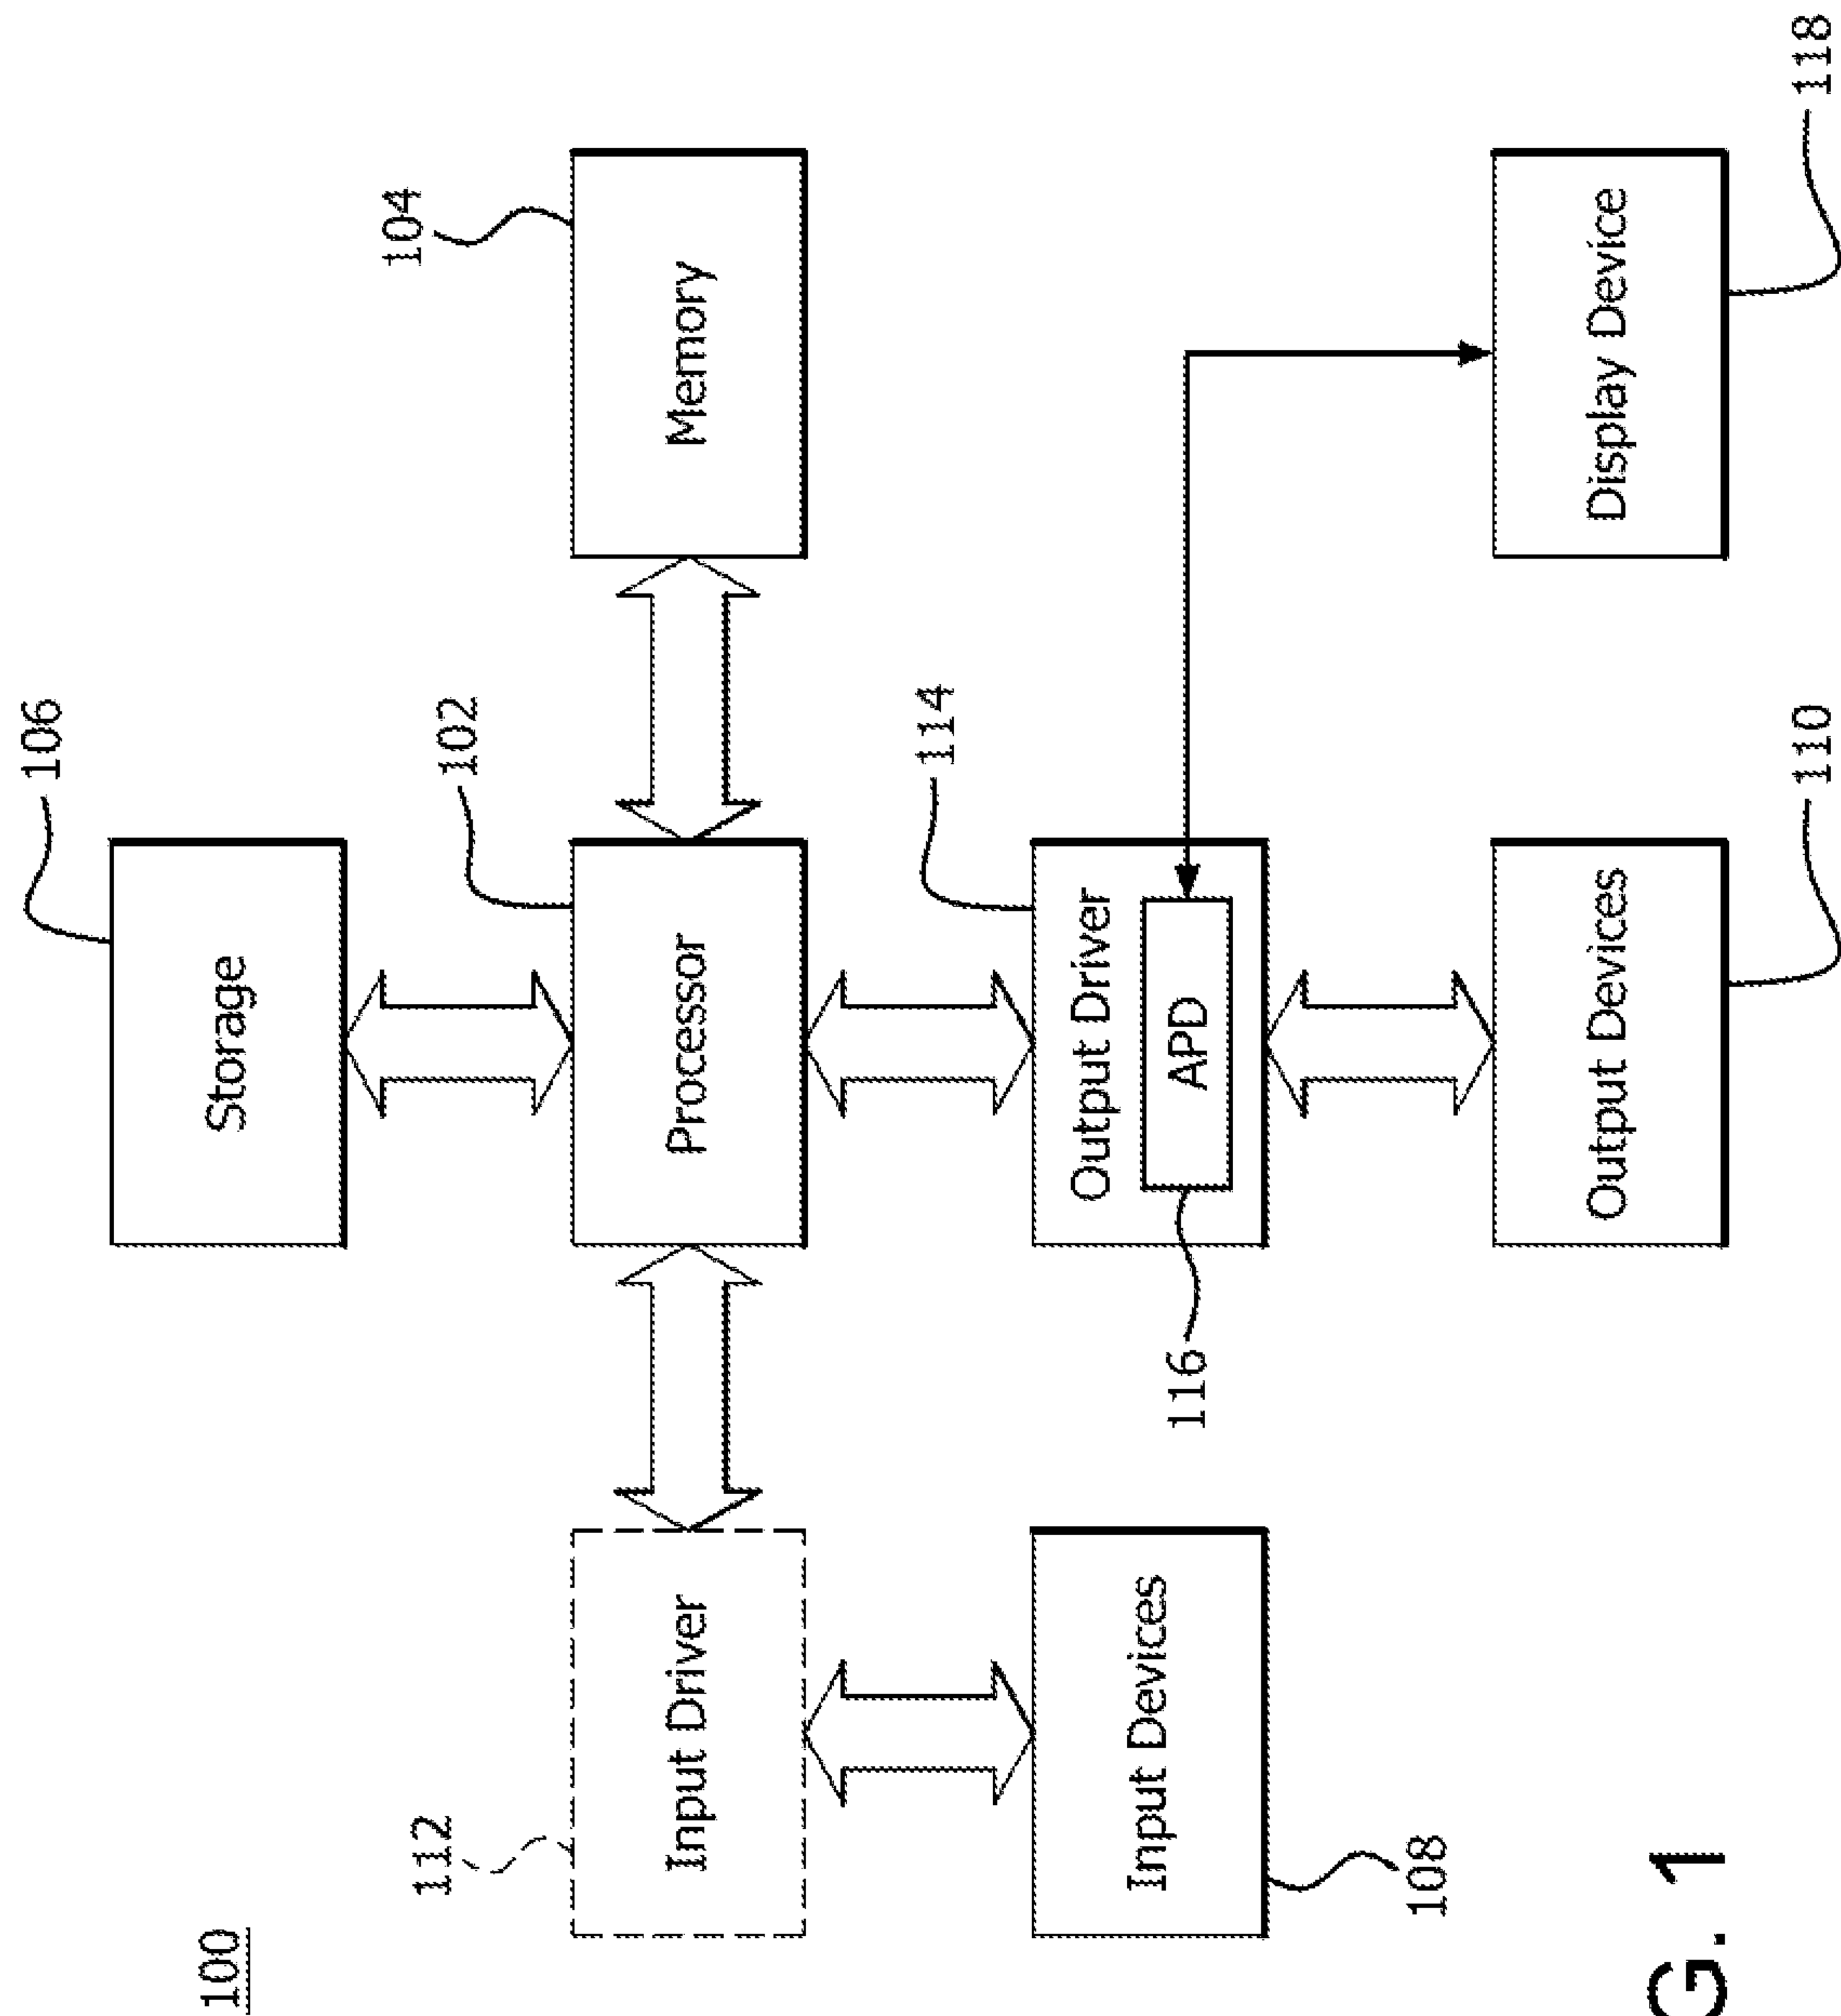 100
106
Storage
112
102
104
Input Driver
Processor
Memory
114
Input Devices
Output Driver
APD
116
108
Output Devices
Display Device
110
118
G. 1